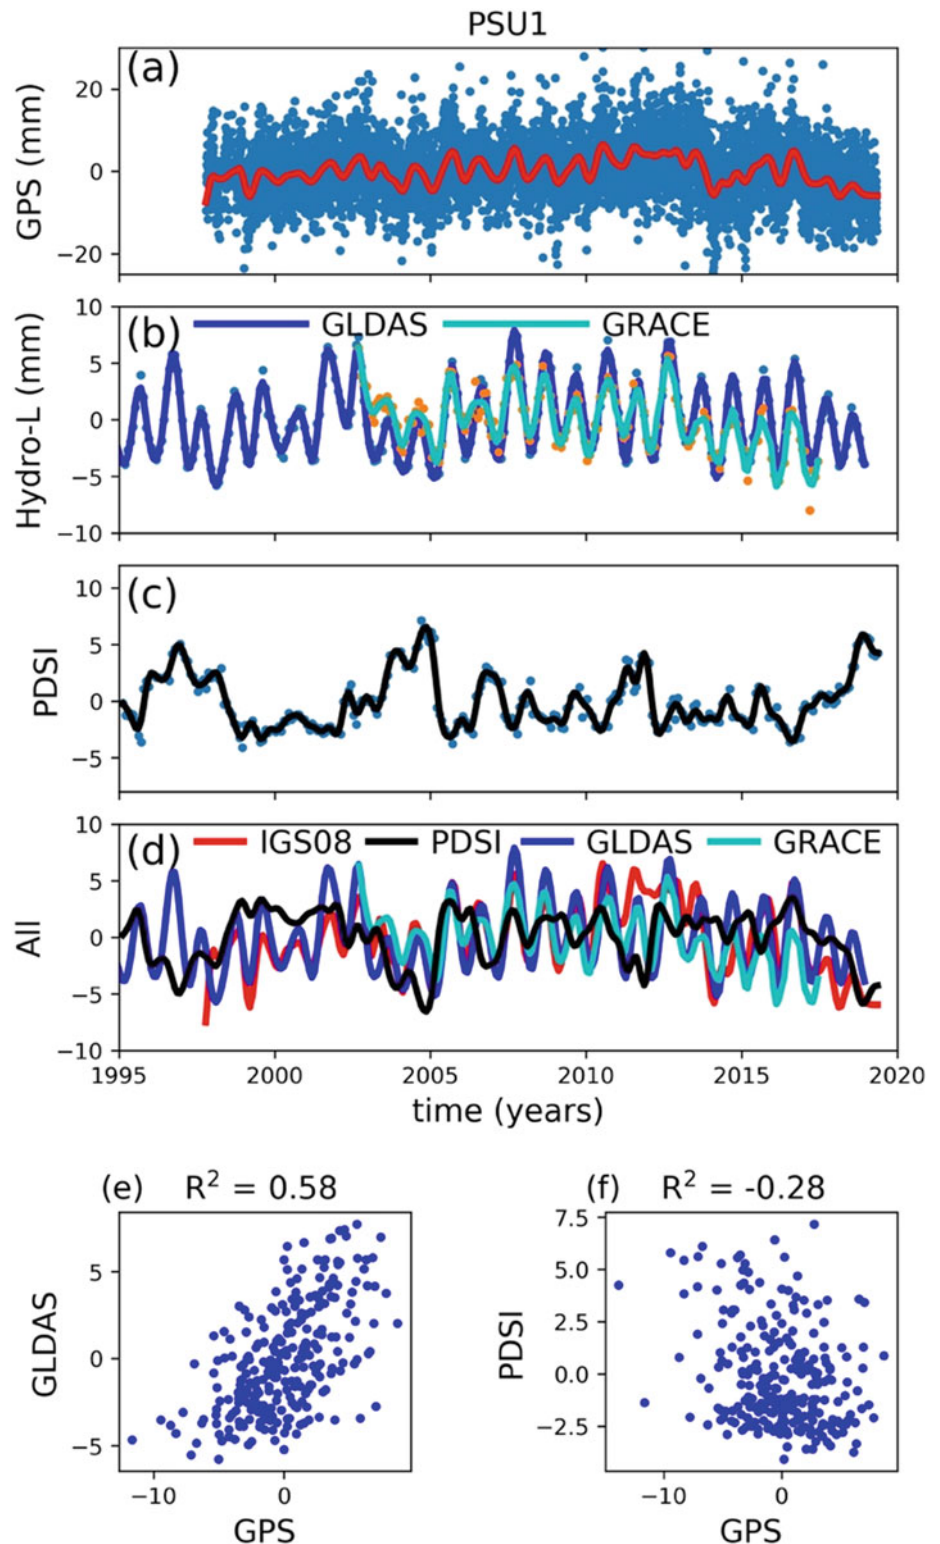 PSU1
(a)
GPS (mm)
20
0
−20
(b)
GLDAS
GRACE
Hydro-L (mm)
10
5
0
−5
−10
(c)
PDSI
10
5
0
−5
(d)
IGS08
PDSI
GLDAS
GRACE
All
10
5
0
−5
−10
1995
2000
2005
2010
2015
2020
time (years)
(e) R² = 0.58
GLDAS
5
0
−5
−10
0
GPS
(f) R² = -0.28
PDSI
7.5
5.0
2.5
0.0
−2.5
−10
0
GPS